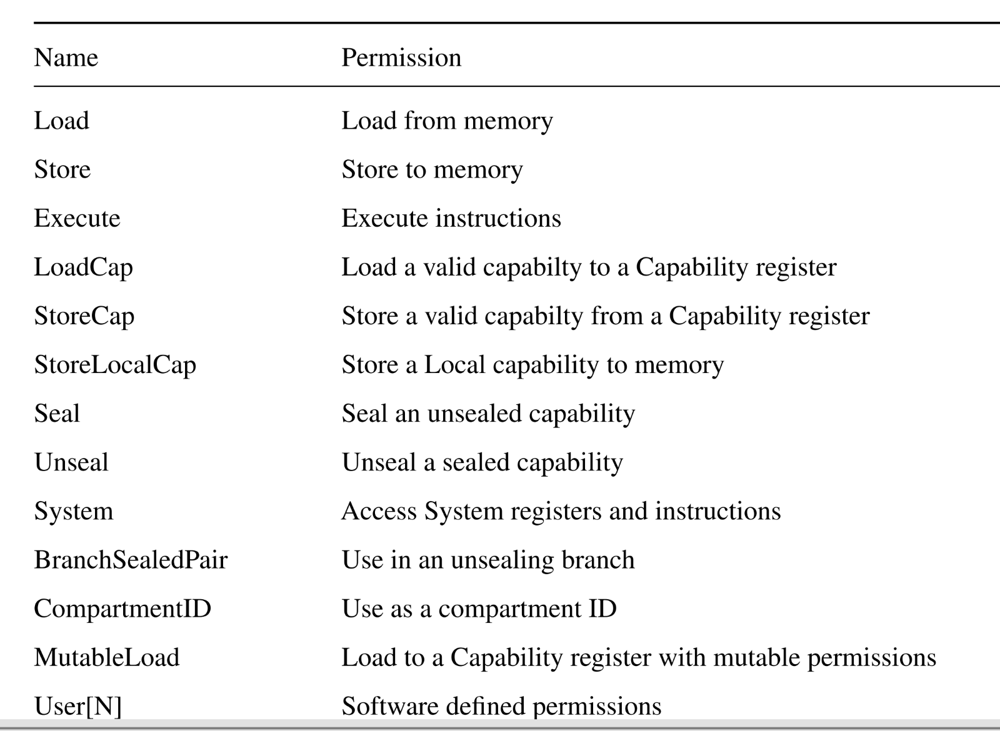 Name Permission
Load Load from memory
Store Store to memory
Execute Execute instructions
LoadCap Load a valid capabilty to a Capability register
StoreCap Store a valid capabilty from a Capability register
StoreLocalCap Store a Local capability to memory
Seal Seal an unsealed capability
Unseal Unseal a sealed capability
System Access System registers and instructions
BranchSealedPair Use in an unsealing branch
CompartmentID Use as a compartment ID
MutableLoad Load to a Capability register with mutable permissions
User[N] Software defined permissions